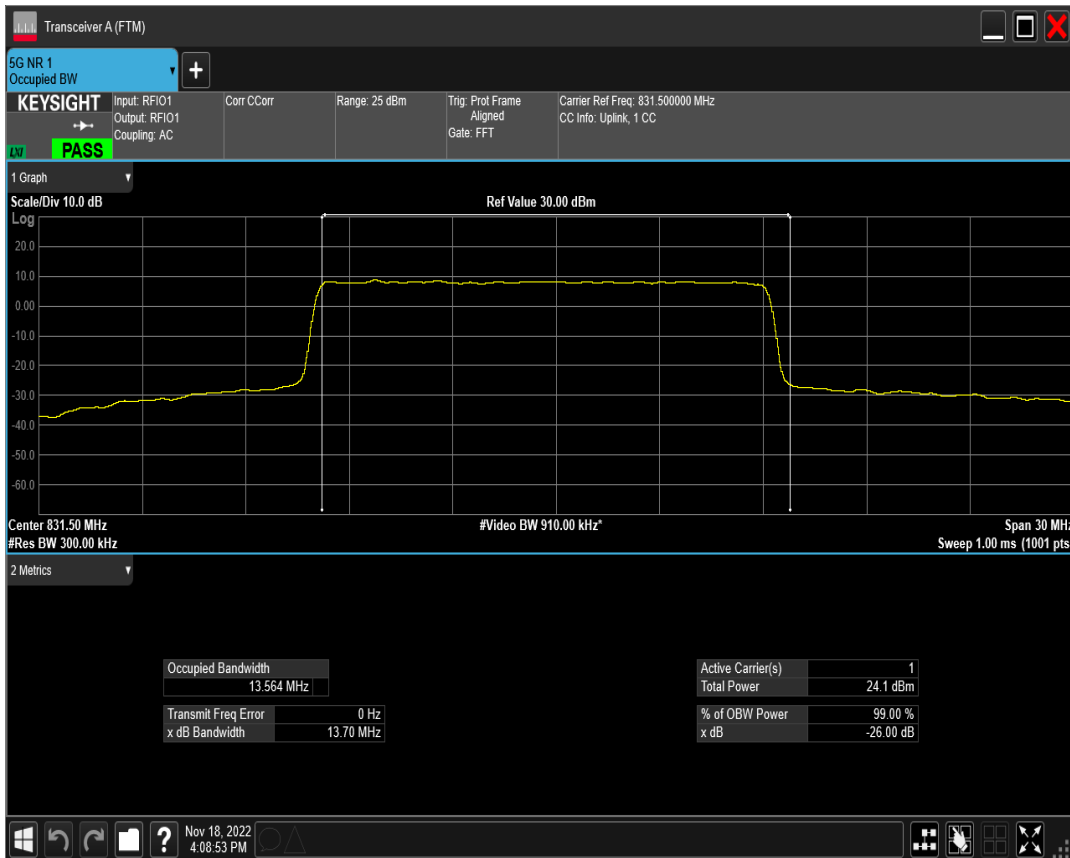 Transceiver A (FTM)
5G NR 1
Occupied BW
+
KEYSIGHT
LXI
PASS
Input: RFIO1
Output: RFIO1
Coupling: AC
Corr CCorr
Range: 25 dBm
Trig: Prot Frame
Aligned
Gate: FFT
Carrier Ref Freq: 831.500000 MHz
CC Info: Uplink, 1 CC
1 Graph
Scale/Div 10.0 dB
Ref Value 30.00 dBm
Log
20.0
10.0
0.00
-10.0
-20.0
-30.0
-40.0
-50.0
-60.0
Center 831.50 MHz
#Video BW 910.00 kHz*
Span 30 MHz
#Res BW 300.00 kHz
Sweep 1.00 ms (1001 pts
2 Metrics
Occupied Bandwidth
13.564 MHz
Transmit Freq Error 0 Hz
x dB Bandwidth 13.70 MHz
Active Carrier(s) 1
Total Power 24.1 dBm
% of OBW Power 99.00 %
x dB -26.00 dB
?
Nov 18, 2022
4:08:53 PM